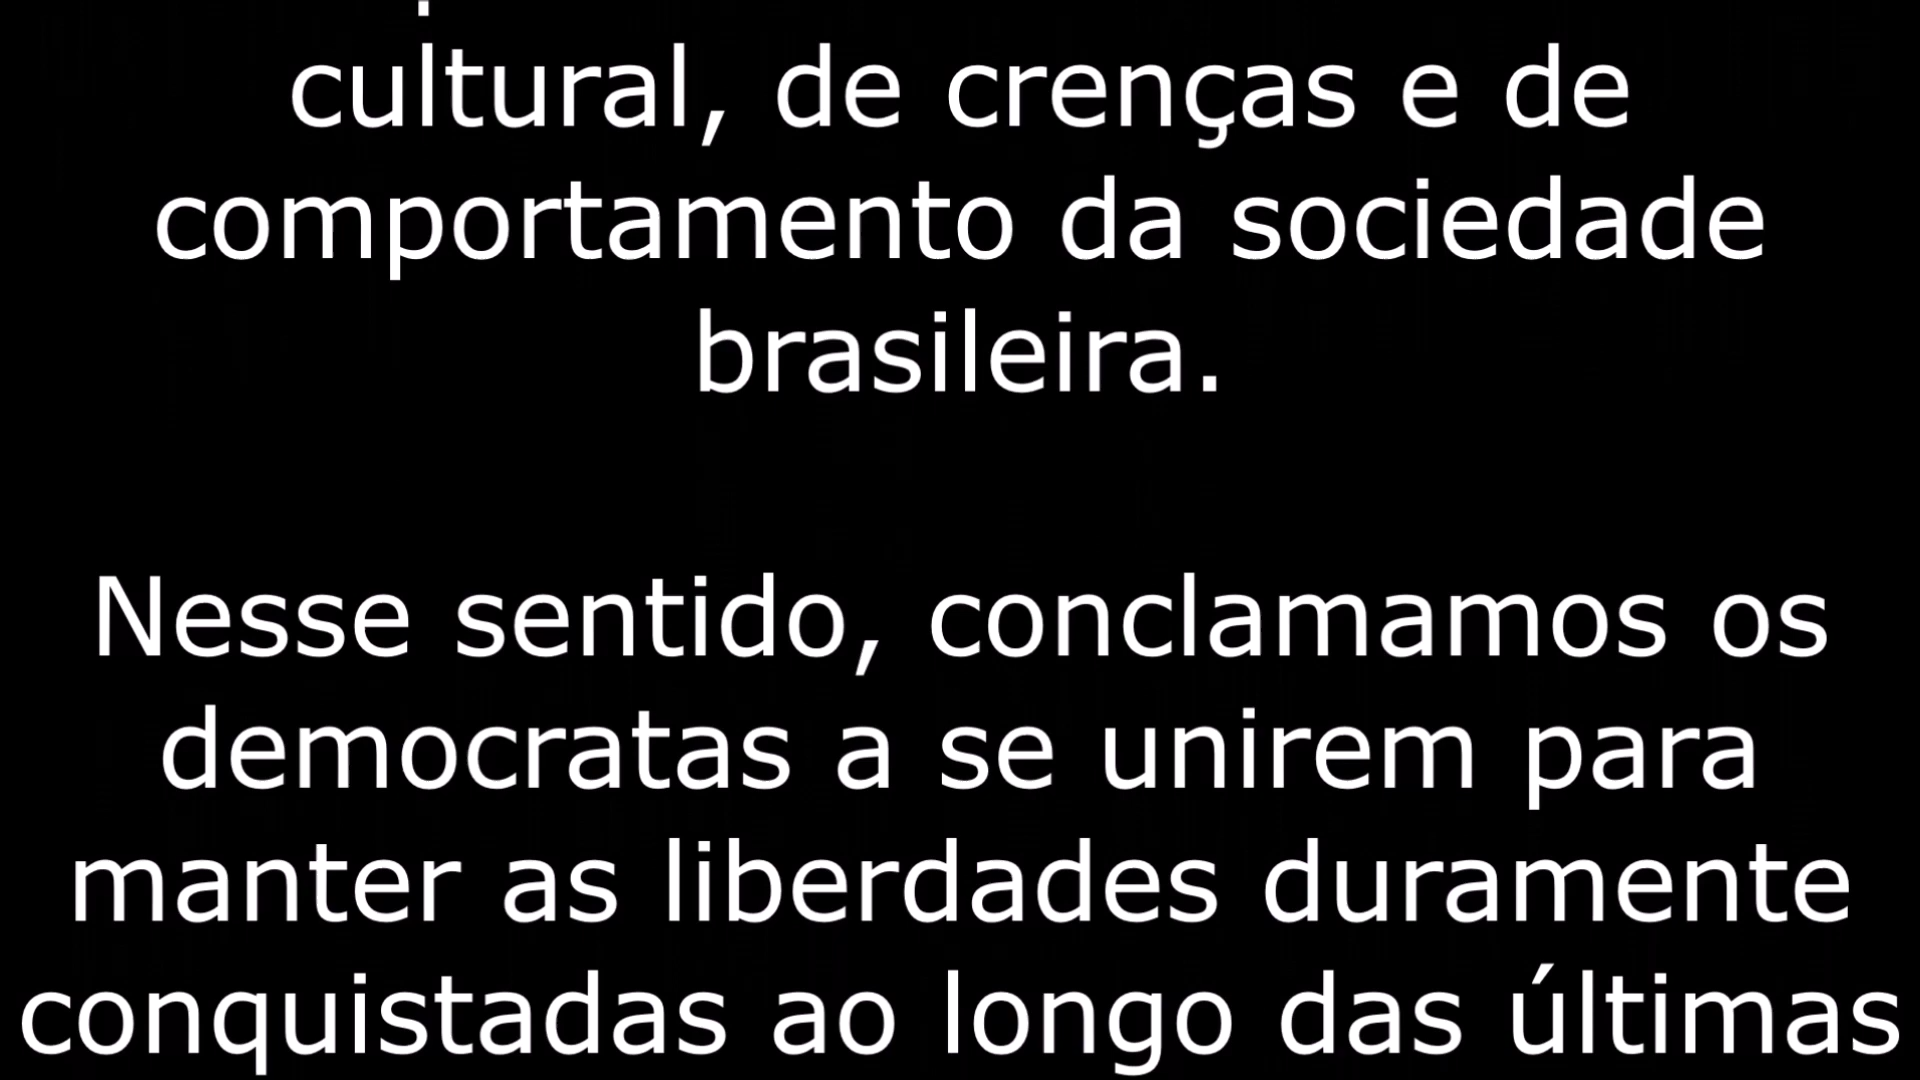 cultural, de crenças e de
comportamento da sociedade
brasileira.
Nesse sentido, conclamamos os
democratas a se unirem para
manter as liberdades duramente
conquistadas ao longo das últimas